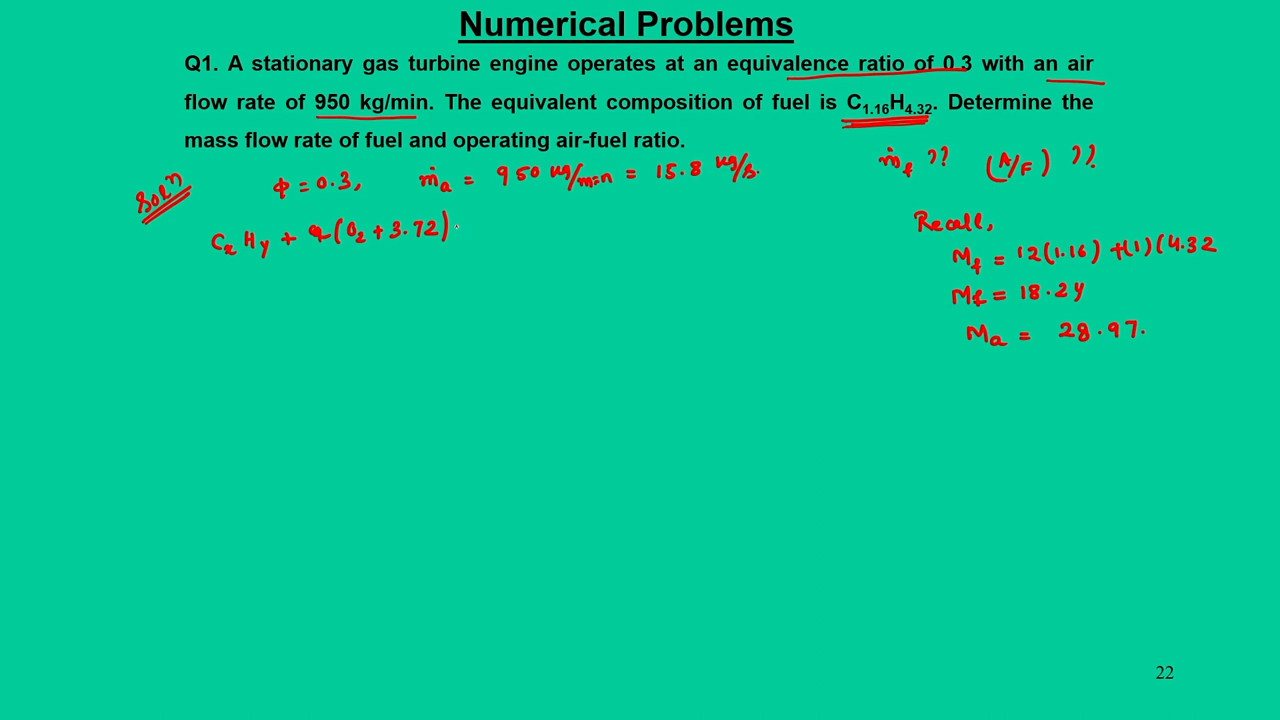 Numerical Problems
Q1. A stationary gas turbine engine operates at an equivalence ratio of 0.3 with an air
flow rate of 950 kg/min. The equivalent composition of fuel is C1.16H4.32. Determine the
mass flow rate of fuel and operating air-fuel ratio.
ṁf ?? (A/F) ??
Solⁿ
ϕ = 0.3, ṁa = 950 kg/min = 15.8 kg/s.
CxHy + a(O2 + 3.72)
Recall,
Mf = 12(1.16) + (1)(4.32
Mf = 18.24
Ma = 28.97.
22